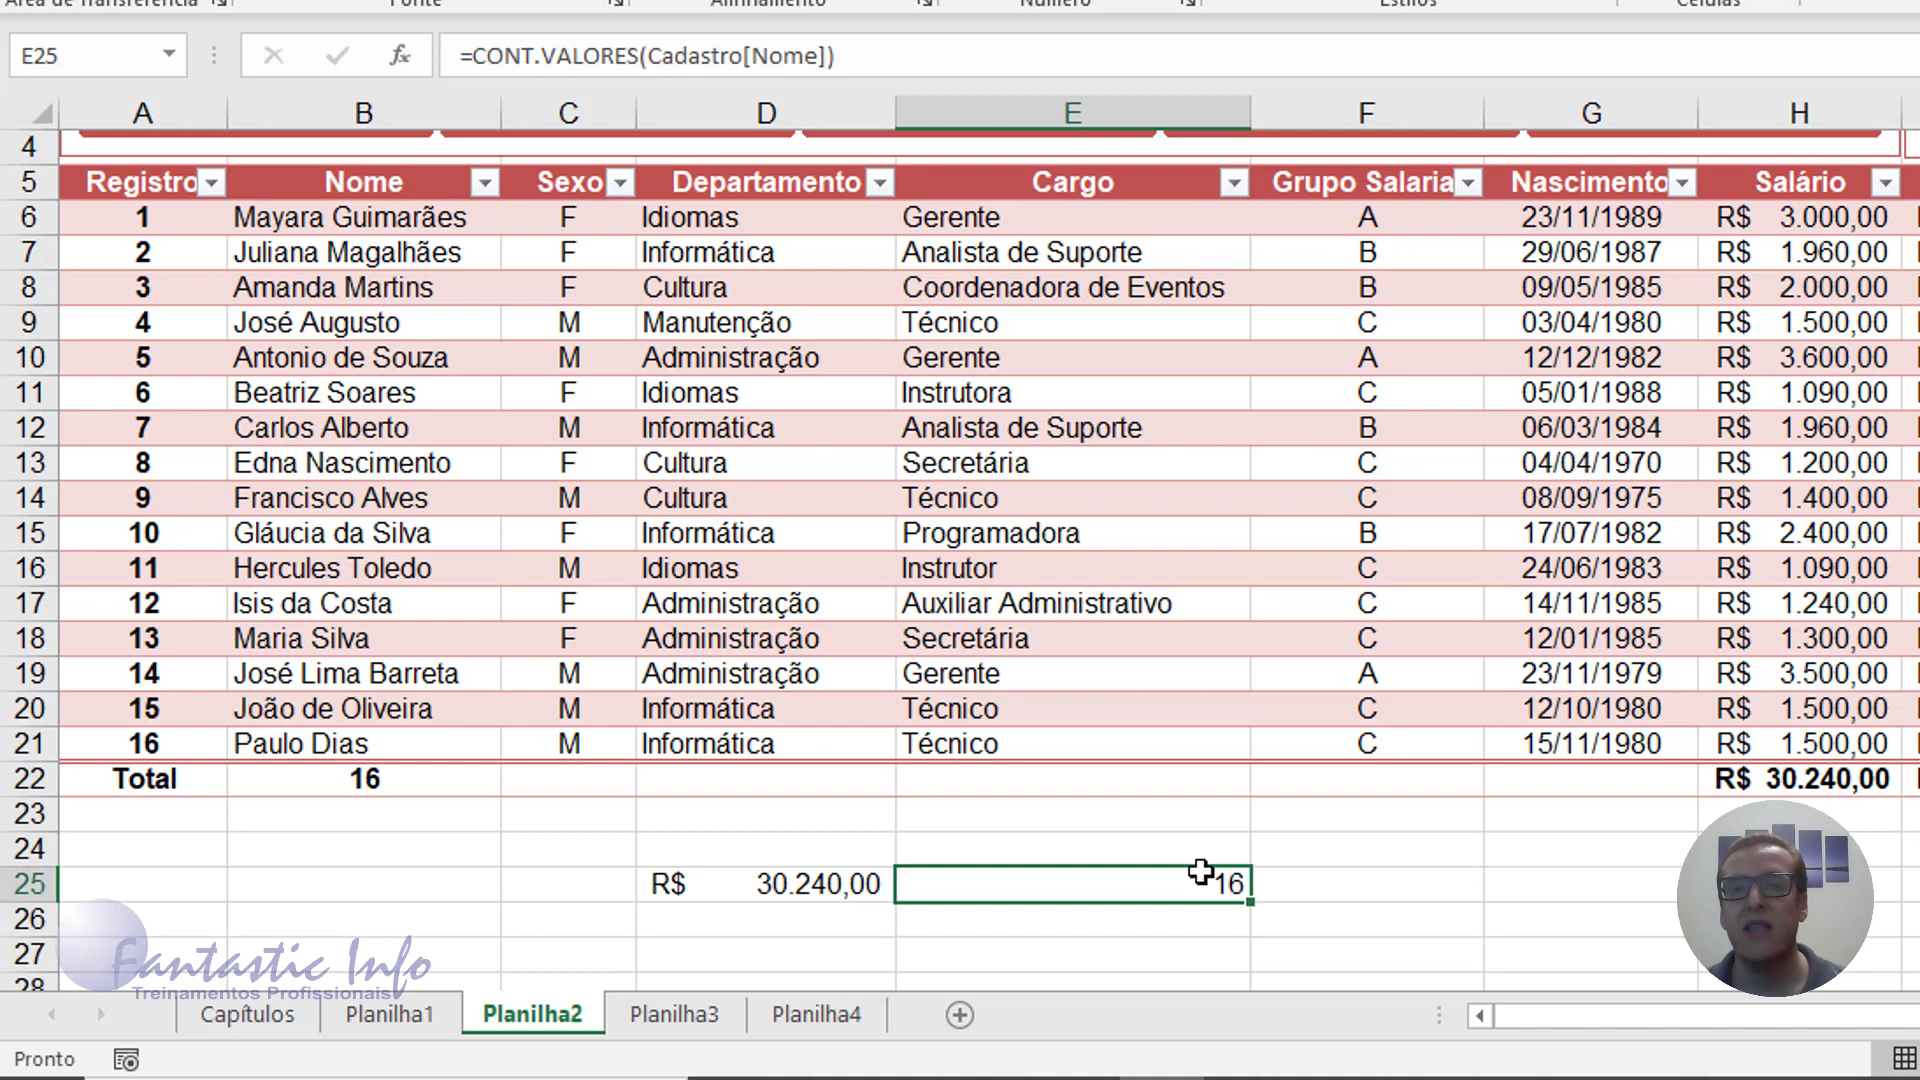 Área de Transferência Fonte Alinhamento Número Estilos Células
E25 fx =CONT.VALORES(Cadastro[Nome])
A B C D E F G H
4
5 Registro Nome Sexo Departamento Cargo Grupo Salaria Nascimento Salário
6 1 Mayara Guimarães F Idiomas Gerente A 23/11/1989 R$ 3.000,00
7 2 Juliana Magalhães F Informática Analista de Suporte B 29/06/1987 R$ 1.960,00
8 3 Amanda Martins F Cultura Coordenadora de Eventos B 09/05/1985 R$ 2.000,00
9 4 José Augusto M Manutenção Técnico C 03/04/1980 R$ 1.500,00
10 5 Antonio de Souza M Administração Gerente A 12/12/1982 R$ 3.600,00
11 6 Beatriz Soares F Idiomas Instrutora C 05/01/1988 R$ 1.090,00
12 7 Carlos Alberto M Informática Analista de Suporte B 06/03/1984 R$ 1.960,00
13 8 Edna Nascimento F Cultura Secretária C 04/04/1970 R$ 1.200,00
14 9 Francisco Alves M Cultura Técnico C 08/09/1975 R$ 1.400,00
15 10 Gláucia da Silva F Informática Programadora B 17/07/1982 R$ 2.400,00
16 11 Hercules Toledo M Idiomas Instrutor C 24/06/1983 R$ 1.090,00
17 12 Isis da Costa F Administração Auxiliar Administrativo C 14/11/1985 R$ 1.240,00
18 13 Maria Silva F Administração Secretária C 12/01/1985 R$ 1.300,00
19 14 José Lima Barreta M Administração Gerente A 23/11/1979 R$ 3.500,00
20 15 João de Oliveira M Informática Técnico C 12/10/1980 R$ 1.500,00
21 16 Paulo Dias M Informática Técnico C 15/11/1980 R$ 1.500,00
22 Total 16 R$ 30.240,00
23
24
25 R$ 30.240,00 16
26
27
28
Fantastic Info
Treinamentos Profissionais
Capítulos Planilha1 Planilha2 Planilha3 Planilha4
Pronto